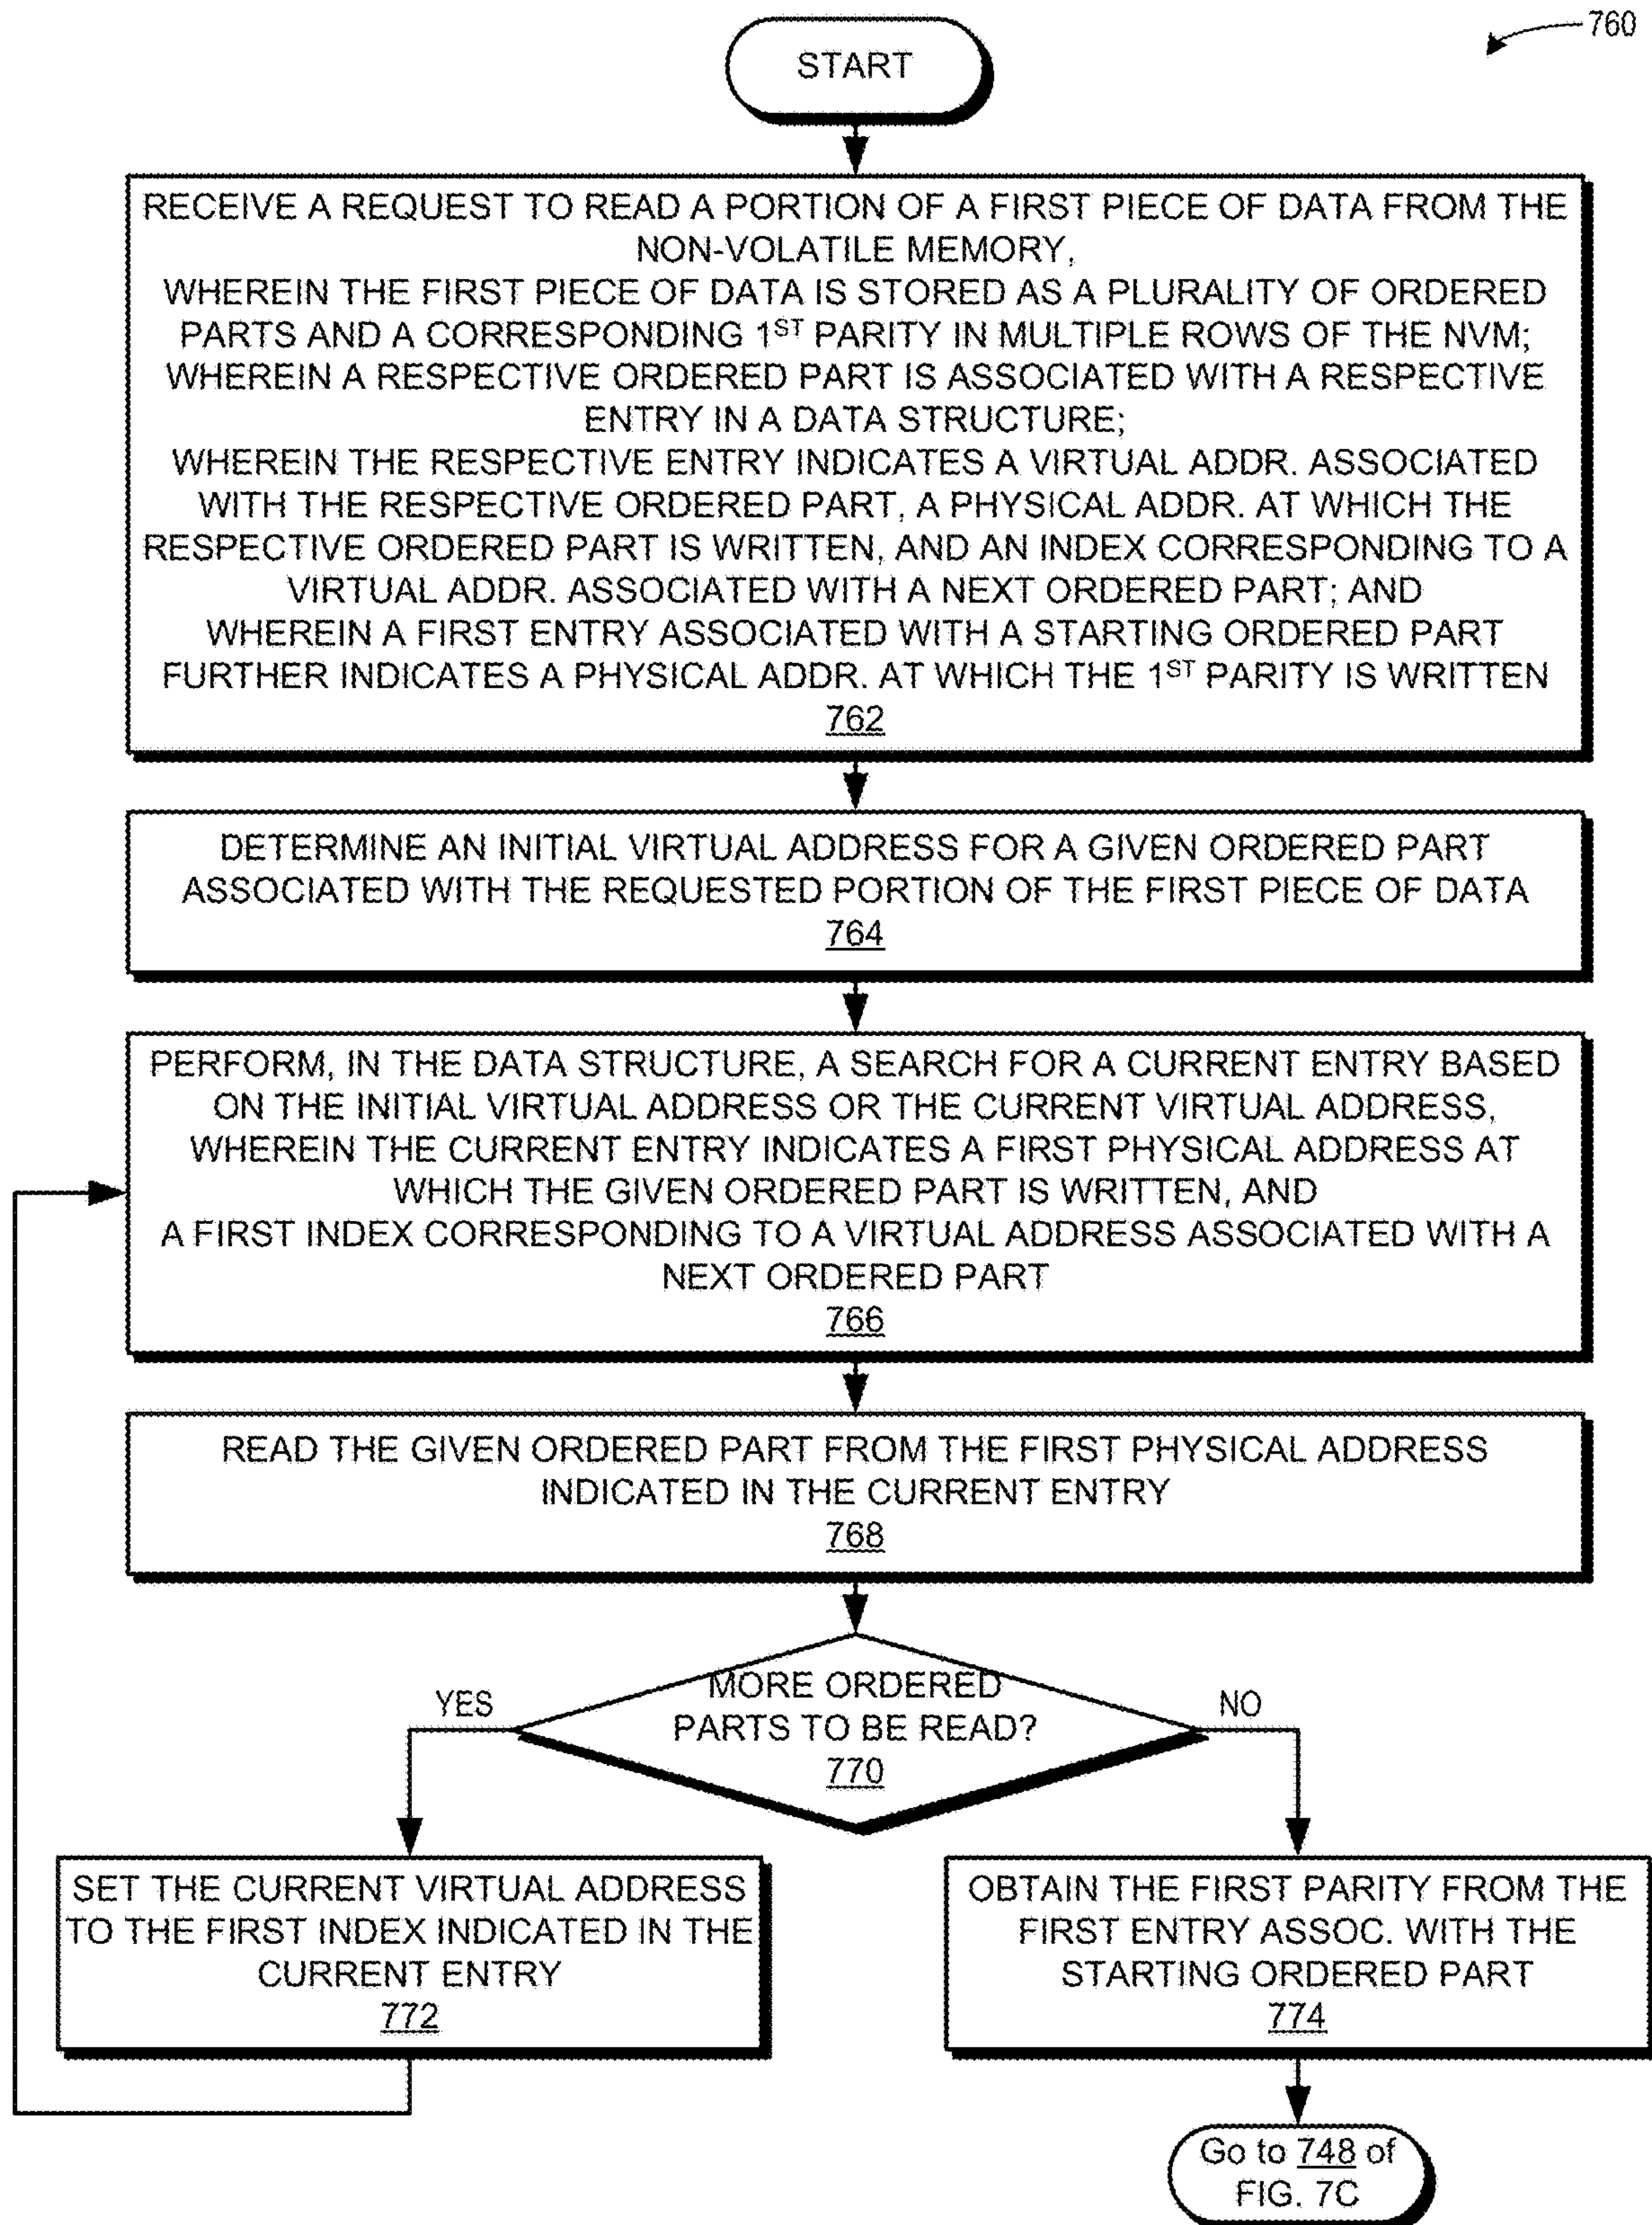 760
START
RECEIVE A REQUEST TO READ A PORTION OF A FIRST PIECE OF DATA FROM THE
NON-VOLATILE MEMORY,
WHEREIN THE FIRST PIECE OF DATA IS STORED AS A PLURALITY OF ORDERED
PARTS AND A CORRESPONDING 1ST PARITY IN MULTIPLE ROWS OF THE NVM;
WHEREIN A RESPECTIVE ORDERED PART IS ASSOCIATED WITH A RESPECTIVE
ENTRY IN A DATA STRUCTURE;
WHEREIN THE RESPECTIVE ENTRY INDICATES A VIRTUAL ADDR. ASSOCIATED
WITH THE RESPECTIVE ORDERED PART, A PHYSICAL ADDR. AT WHICH THE
RESPECTIVE ORDERED PART IS WRITTEN, AND AN INDEX CORRESPONDING TO A
VIRTUAL ADDR. ASSOCIATED WITH A NEXT ORDERED PART; AND
WHEREIN A FIRST ENTRY ASSOCIATED WITH A STARTING ORDERED PART
FURTHER INDICATES A PHYSICAL ADDR. AT WHICH THE 1ST PARITY IS WRITTEN
762
DETERMINE AN INITIAL VIRTUAL ADDRESS FOR A GIVEN ORDERED PART
ASSOCIATED WITH THE REQUESTED PORTION OF THE FIRST PIECE OF DATA
764
PERFORM, IN THE DATA STRUCTURE, A SEARCH FOR A CURRENT ENTRY BASED
ON THE INITIAL VIRTUAL ADDRESS OR THE CURRENT VIRTUAL ADDRESS,
WHEREIN THE CURRENT ENTRY INDICATES A FIRST PHYSICAL ADDRESS AT
WHICH THE GIVEN ORDERED PART IS WRITTEN, AND
A FIRST INDEX CORRESPONDING TO A VIRTUAL ADDRESS ASSOCIATED WITH A
NEXT ORDERED PART
766
READ THE GIVEN ORDERED PART FROM THE FIRST PHYSICAL ADDRESS
INDICATED IN THE CURRENT ENTRY
768
MORE ORDERED
PARTS TO BE READ?
770
YES
NO
SET THE CURRENT VIRTUAL ADDRESS
TO THE FIRST INDEX INDICATED IN THE
CURRENT ENTRY
772
OBTAIN THE FIRST PARITY FROM THE
FIRST ENTRY ASSOC. WITH THE
STARTING ORDERED PART
774
Go to 748 of
FIG. 7C